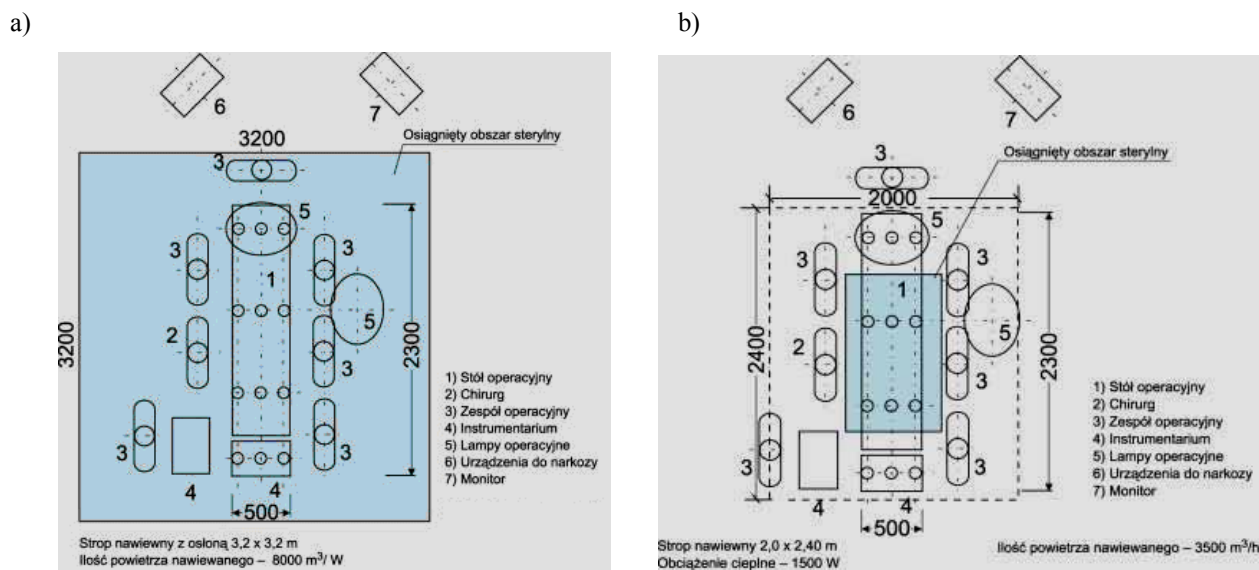 a)
b)
6
7
3200
Osiągnięty obszar sterylny
3
5
3
3
1
3200
2
5
2300
3
3
3
4
4
500
1) Stół operacyjny
2) Chirurg
3) Zespół operacyjny
4) Instrumentarium
5) Lampy operacyjne
6) Urządzenia do narkozy
7) Monitor
Strop nawiewny z osłoną 3,2 x 3,2 m
Ilość powietrza nawiewanego – 8000 m³/ W
6
7
3
Osiągnięty obszar sterylny
2000
5
3
3
1
2400
2
5
2300
3
3
3
4
4
500
1) Stół operacyjny
2) Chirurg
3) Zespół operacyjny
4) Instrumentarium
5) Lampy operacyjne
6) Urządzenia do narkozy
7) Monitor
Strop nawiewny 2,0 x 2,40 m
Ilość powietrza nawiewanego – 3500 m³/h
Obciążenie cieplne – 1500 W